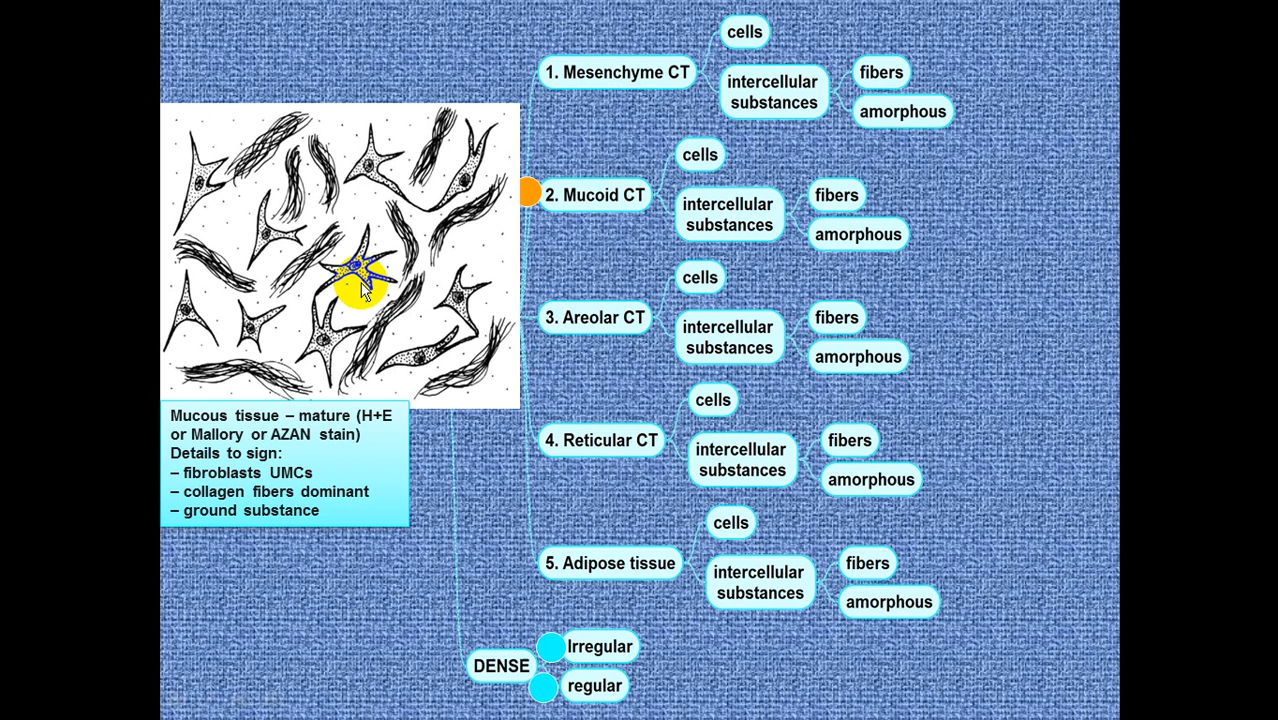 cells
1. Mesenchyme CT
intercellular
substances
fibers
amorphous
cells
2. Mucoid CT
intercellular
substances
fibers
amorphous
cells
3. Areolar CT
intercellular
substances
fibers
amorphous
cells
4. Reticular CT
intercellular
substances
fibers
amorphous
cells
5. Adipose tissue
intercellular
substances
fibers
amorphous
DENSE
Irregular
regular
Mucous tissue – mature (H+E
or Mallory or AZAN stain)
Details to sign:
– fibroblasts UMCs
– collagen fibers dominant
– ground substance